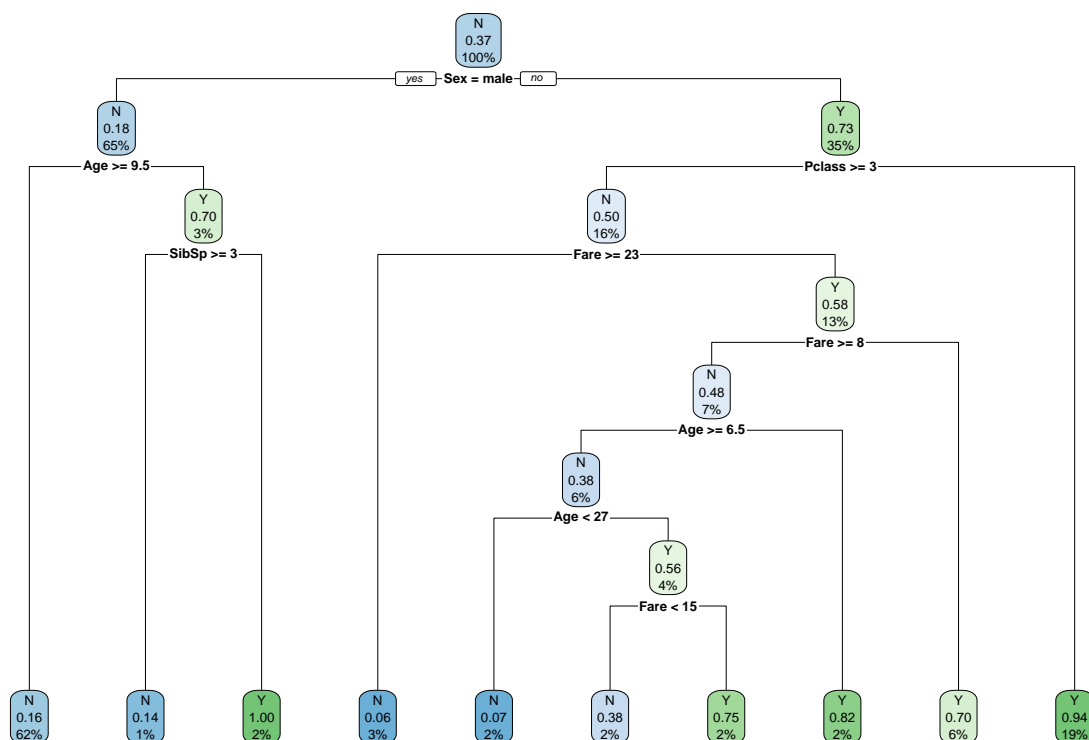 N
0.37
100%
yes Sex = male no
N
0.18
65%
Y
0.73
35%
Age >= 9.5
Pclass >= 3
Y
0.70
3%
N
0.50
16%
SibSp >= 3
Fare >= 23
Y
0.58
13%
Fare >= 8
N
0.48
7%
Age >= 6.5
N
0.38
6%
Age < 27
Y
0.56
4%
Fare < 15
N
0.16
62%
N
0.14
1%
Y
1.00
2%
N
0.06
3%
N
0.07
2%
N
0.38
2%
Y
0.75
2%
Y
0.82
2%
Y
0.70
6%
Y
0.94
19%